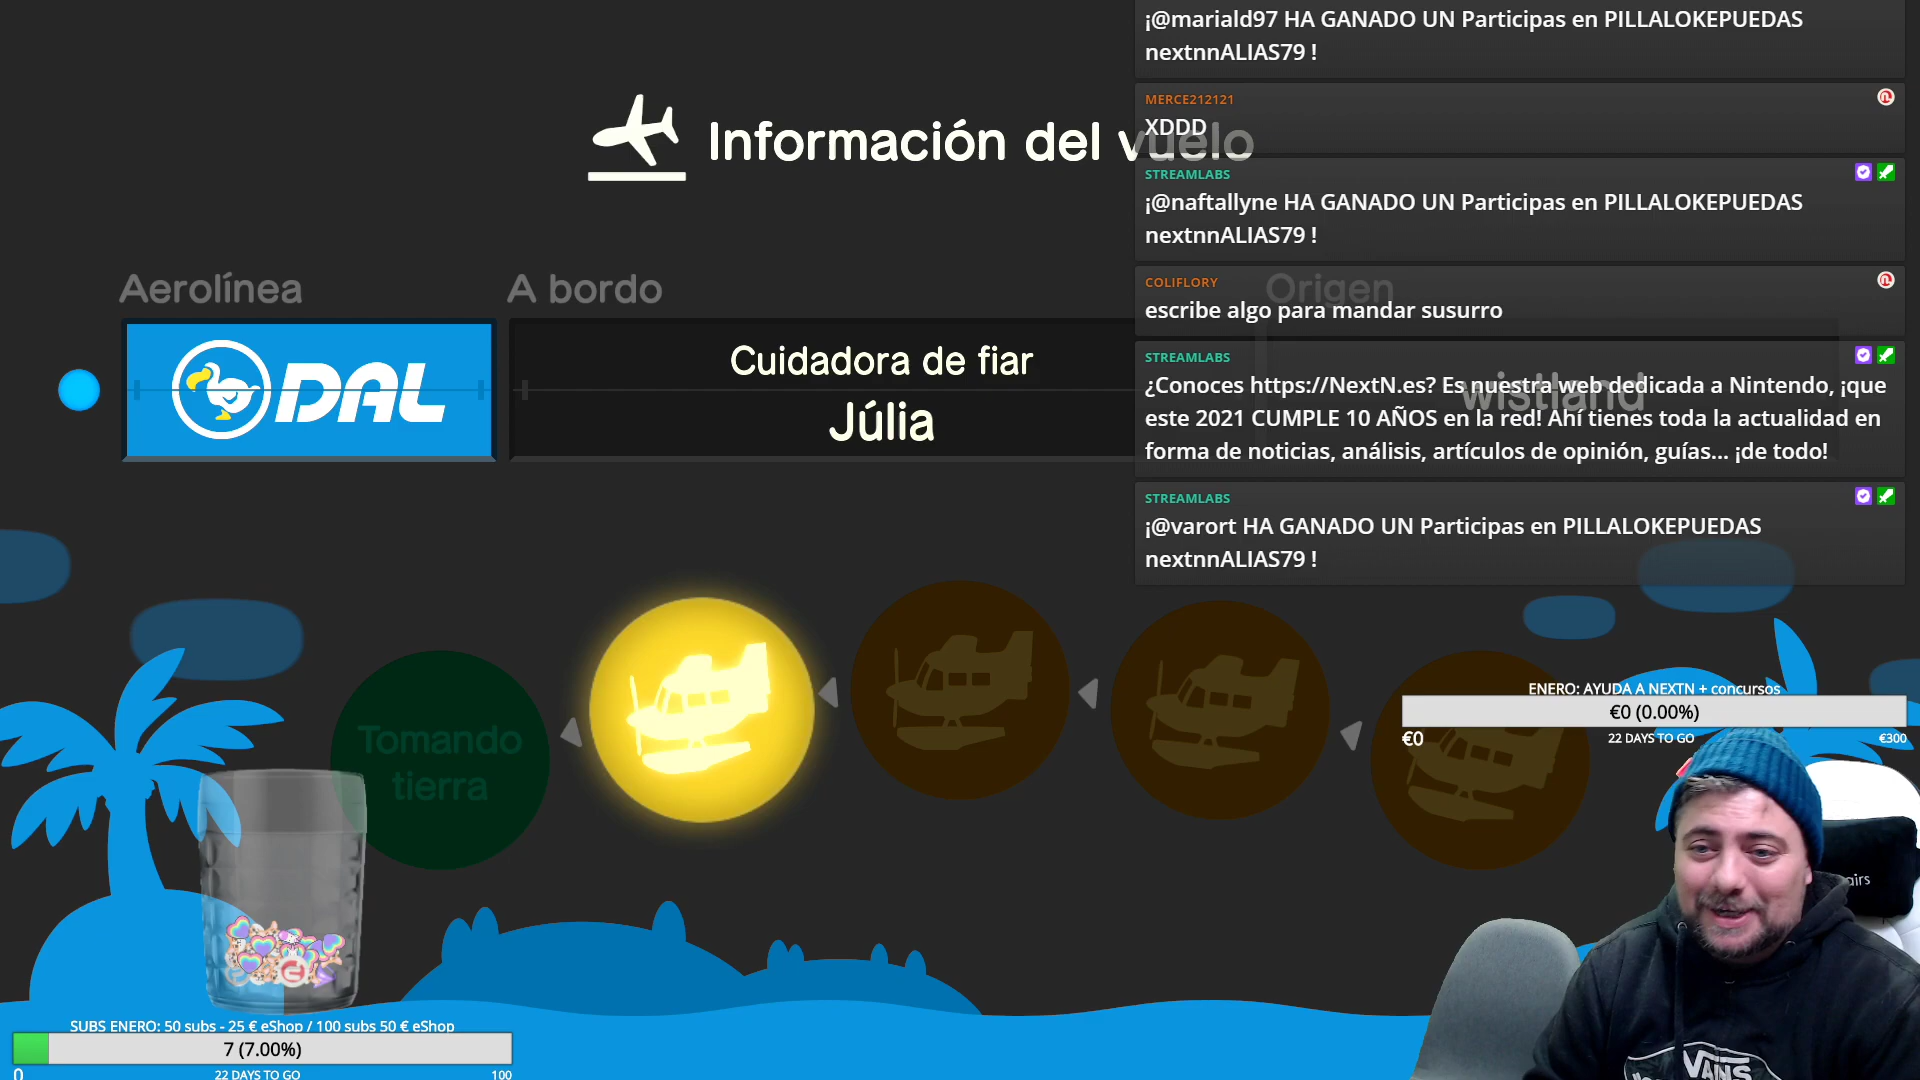 Información del vuelo
Aerolínea
A bordo
Origen
DAL
Cuidadora de fiar
Júlia
wistland
Tomando
tierra
¡@mariald97 HA GANADO UN Participas en PILLALOKEPUEDAS
nextnnALIAS79 !
MERCE212121
XDDD
STREAMLABS
¡@naftallyne HA GANADO UN Participas en PILLALOKEPUEDAS
nextnnALIAS79 !
COLIFLORY
escribe algo para mandar susurro
STREAMLABS
¿Conoces https://NextN.es? Es nuestra web dedicada a Nintendo, ¡que
este 2021 CUMPLE 10 AÑOS en la red! Ahí tienes toda la actualidad en
forma de noticias, análisis, artículos de opinión, guías... ¡de todo!
STREAMLABS
¡@varort HA GANADO UN Participas en PILLALOKEPUEDAS
nextnnALIAS79 !
ENERO: AYUDA A NEXTN + concursos
€0 (0.00%)
€0
22 DAYS TO GO
€300
airs
VANS
SUBS ENERO: 50 subs - 25 € eShop / 100 subs 50 € eShop
7 (7.00%)
0
22 DAYS TO GO
100